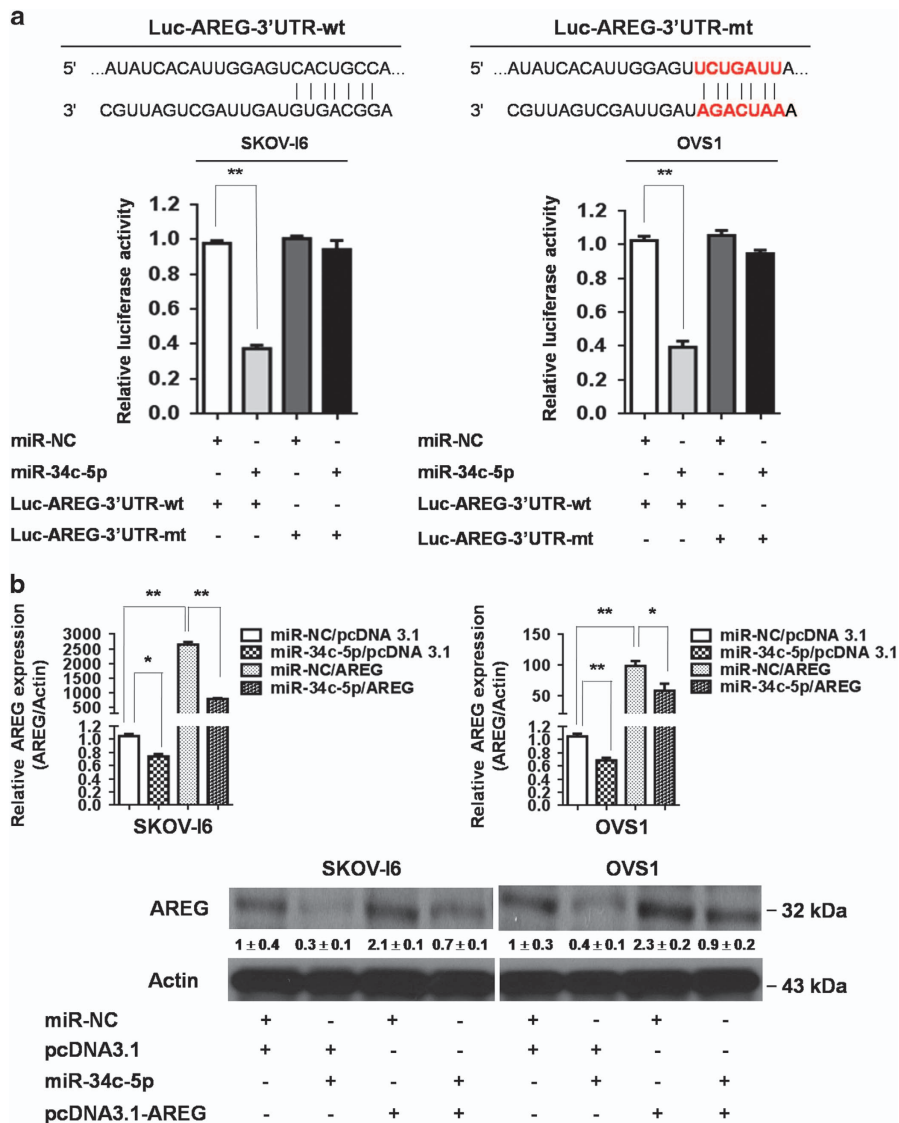 a
Luc-AREG-3'UTR-wt
5' ...AUAUCACAUUGGAGUCACUGCCA...
3' CGUUAGUCGAUUGAUGUGACGGA
Luc-AREG-3'UTR-mt
5' ...AUAUCACAUUGGAGUUCUGAUUA...
3' CGUUAGUCGAUUGAUAGACUAAA
SKOV-I6
**
Relative luciferase activity
1.2
1.0
0.8
0.6
0.4
0.2
0.0
miR-NC + - + -
miR-34c-5p - + - +
Luc-AREG-3'UTR-wt + + - -
Luc-AREG-3'UTR-mt - - + +
OVS1
**
Relative luciferase activity
1.2
1.0
0.8
0.6
0.4
0.2
0.0
miR-NC + - + -
miR-34c-5p - + - +
Luc-AREG-3'UTR-wt + + - -
Luc-AREG-3'UTR-mt - - + +
b
Relative AREG expression
(AREG/Actin)
** **
*
3000
2500
2000
1500
1000
500
1.2
1.0
0.8
0.6
0.4
0.2
0.0
SKOV-I6
miR-NC/pcDNA 3.1
miR-34c-5p/pcDNA 3.1
miR-NC/AREG
miR-34c-5p/AREG
Relative AREG expression
(AREG/Actin)
** *
**
150
100
50
1.2
1.0
0.8
0.6
0.4
0.2
0.0
OVS1
miR-NC/pcDNA 3.1
miR-34c-5p/pcDNA 3.1
miR-NC/AREG
miR-34c-5p/AREG
SKOV-I6 OVS1
AREG – 32 kDa
1 ± 0.4 0.3 ± 0.1 2.1 ± 0.1 0.7 ± 0.1 1 ± 0.3 0.4 ± 0.1 2.3 ± 0.2 0.9 ± 0.2
Actin – 43 kDa
miR-NC + - + - + - + -
pcDNA3.1 + + - - + + - -
miR-34c-5p - + - + - + - +
pcDNA3.1-AREG - - + + - - + +